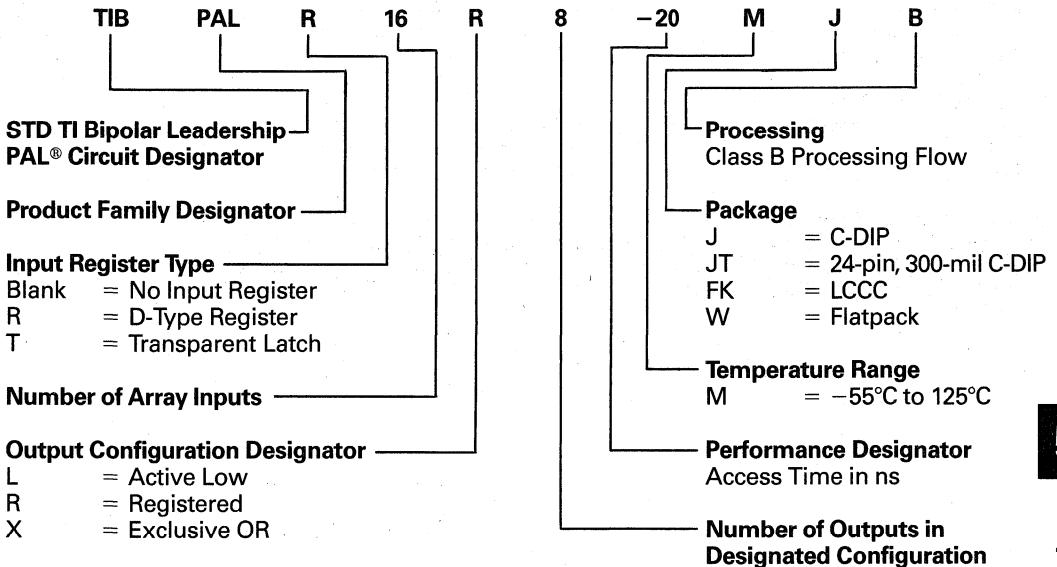 TIB PAL R 16 R 8 −20 M J B
STD TI Bipolar Leadership
PAL® Circuit Designator
Product Family Designator
Input Register Type
Blank = No Input Register
R = D-Type Register
T = Transparent Latch
Number of Array Inputs
Output Configuration Designator
L = Active Low
R = Registered
X = Exclusive OR
Processing
Class B Processing Flow
Package
J = C-DIP
JT = 24-pin, 300-mil C-DIP
FK = LCCC
W = Flatpack
Temperature Range
M = −55°C to 125°C
Performance Designator
Access Time in ns
Number of Outputs in
Designated Configuration